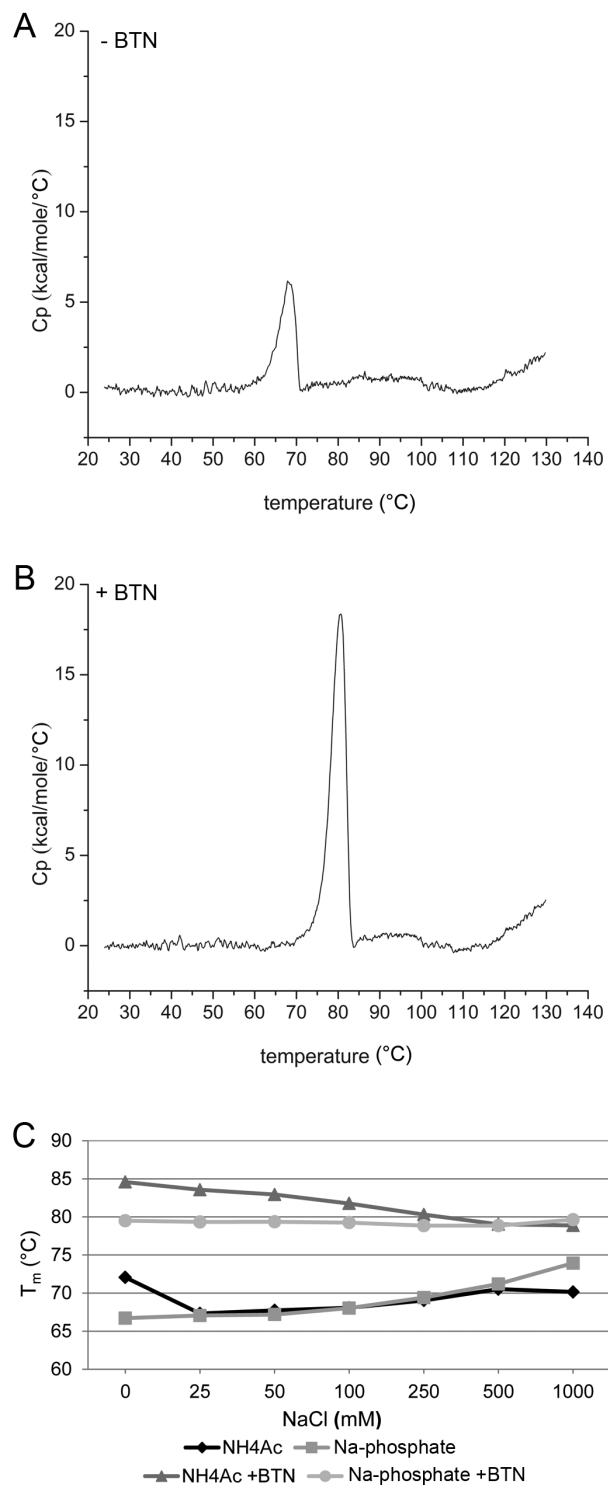 A
- BTN
20
15
10
5
0
Cp (kcal/mole/°C)
20 30 40 50 60 70 80 90 100 110 120 130 140
temperature (°C)
B
+ BTN
20
15
10
5
0
Cp (kcal/mole/°C)
20 30 40 50 60 70 80 90 100 110 120 130 140
temperature (°C)
C
90
85
80
75
70
65
60
Tm (°C)
0 25 50 100 250 500 1000
NaCl (mM)
NH4Ac Na-phosphate
NH4Ac +BTN Na-phosphate +BTN